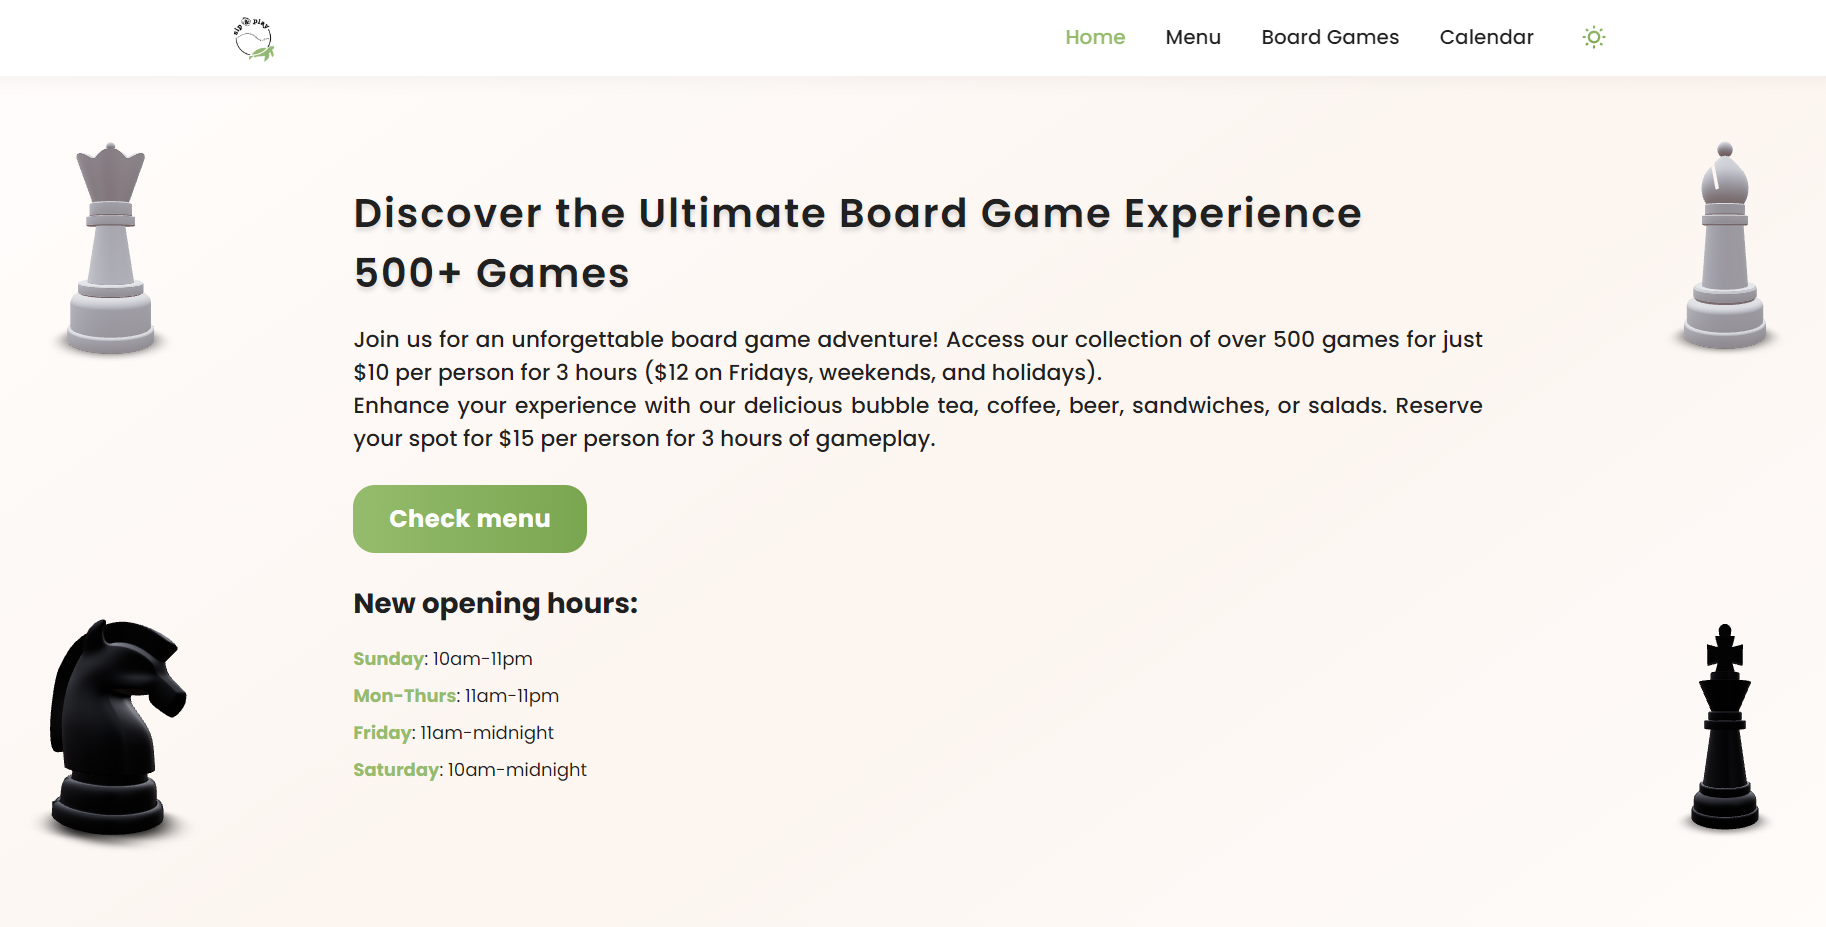 sip @ play
Home
Menu
Board Games
Calendar
Discover the Ultimate Board Game Experience
500+ Games
Join us for an unforgettable board game adventure! Access our collection of over 500 games for just
$10 per person for 3 hours ($12 on Fridays, weekends, and holidays).
Enhance your experience with our delicious bubble tea, coffee, beer, sandwiches, or salads. Reserve
your spot for $15 per person for 3 hours of gameplay.
Check menu
New opening hours:
Sunday: 10am-11pm
Mon-Thurs: 11am-11pm
Friday: 11am-midnight
Saturday: 10am-midnight